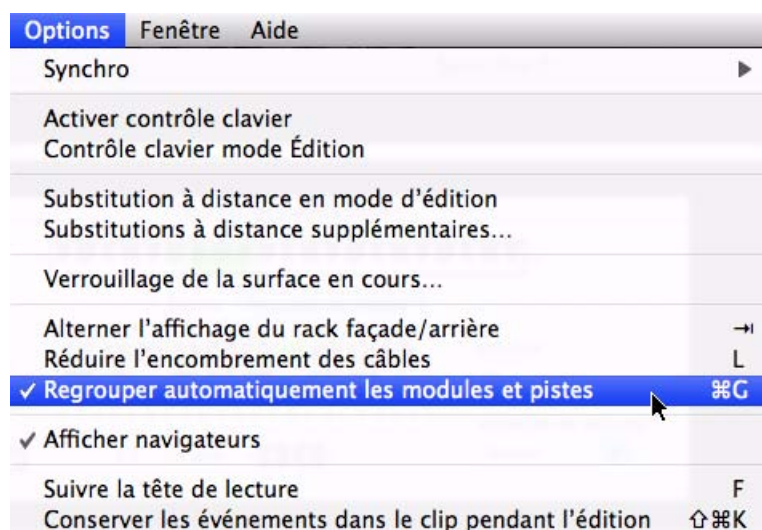 Options Fenêtre Aide
Synchro ▶
Activer contrôle clavier
Contrôle clavier mode Édition
Substitution à distance en mode d'édition
Substitutions à distance supplémentaires...
Verrouillage de la surface en cours...
Alterner l'affichage du rack façade/arrière ⇥
Réduire l'encombrement des câbles L
✓ Regrouper automatiquement les modules et pistes ⌘G
✓ Afficher navigateurs
Suivre la tête de lecture F
Conserver les événements dans le clip pendant l'édition ⇧⌘K